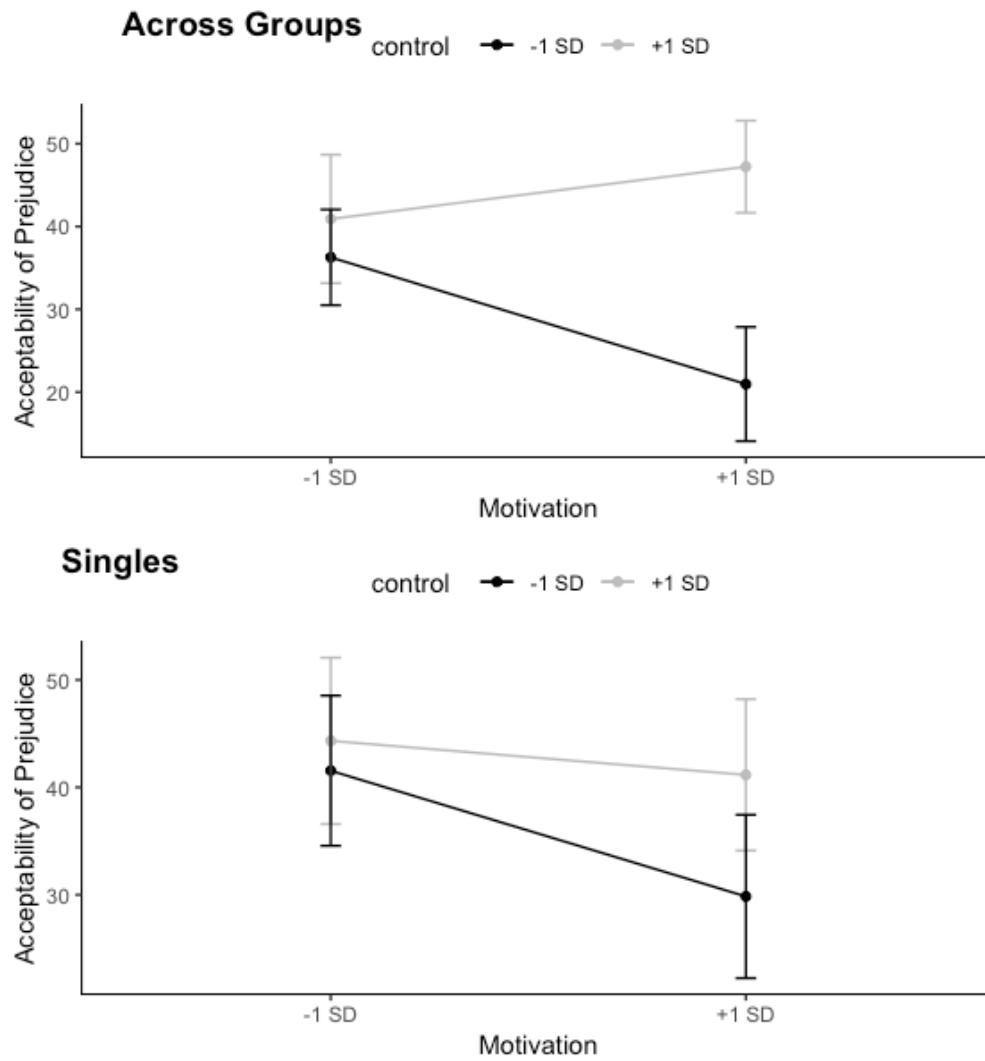 Across Groups
control -1 SD +1 SD
Acceptability of Prejudice
50
40
30
20
-1 SD +1 SD
Motivation
Singles
control -1 SD +1 SD
Acceptability of Prejudice
50
40
30
-1 SD +1 SD
Motivation